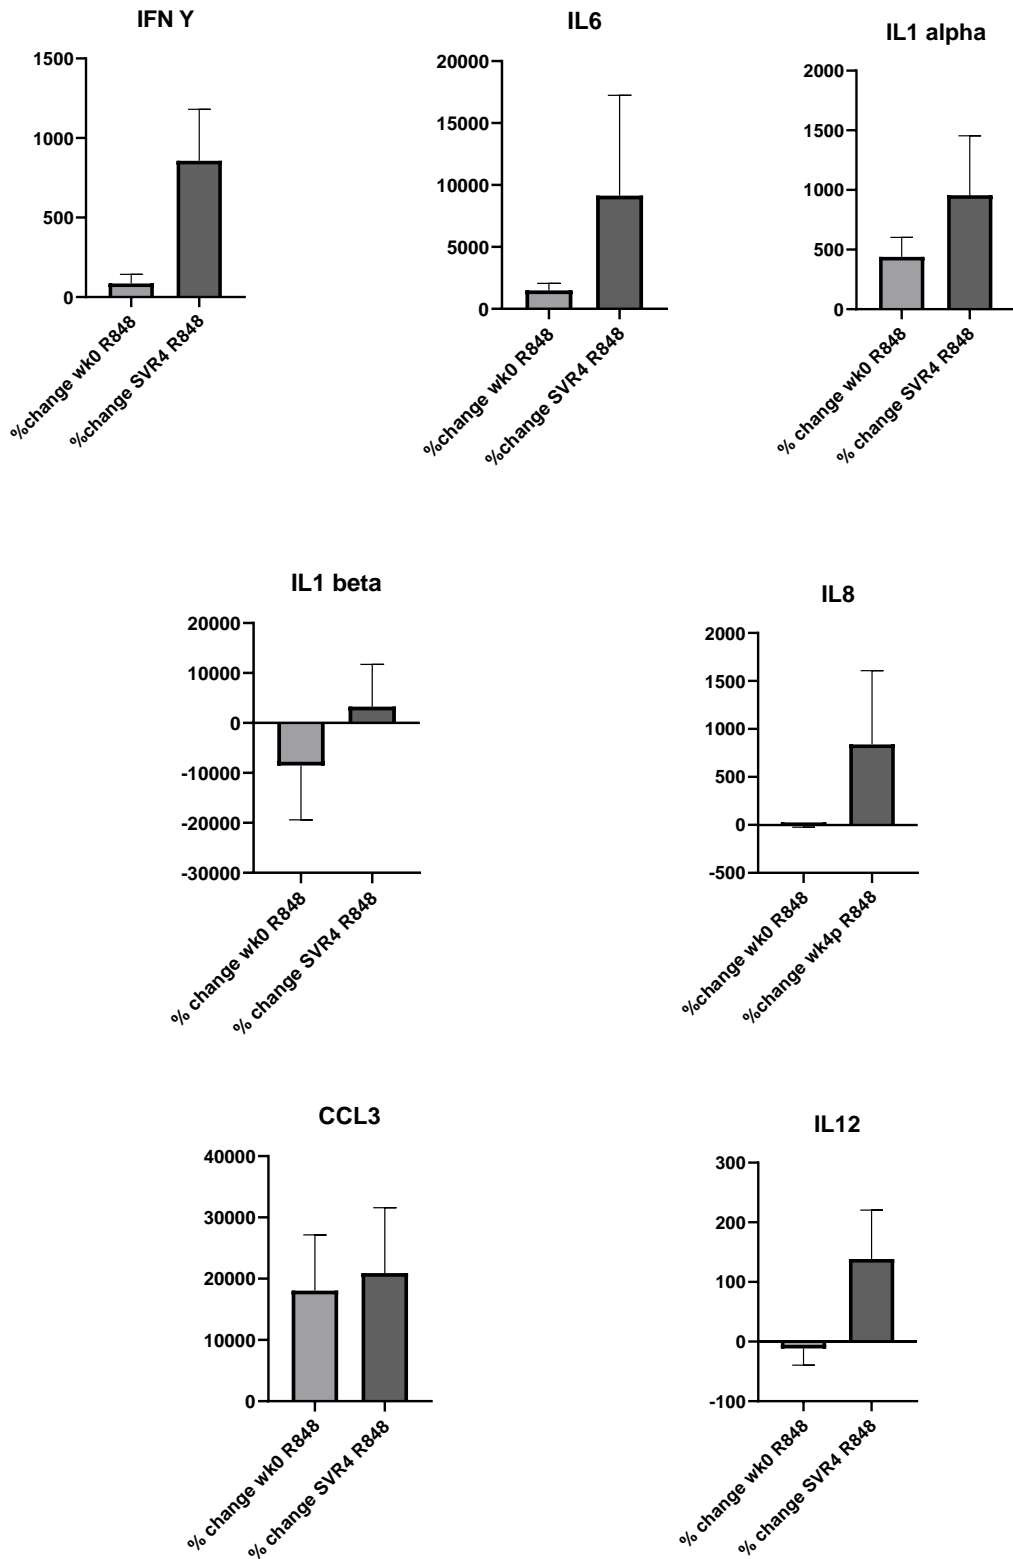 IFN Y
1500
1000
500
0
%change wk0 R848
%change SVR4 R848
IL6
20000
15000
10000
5000
0
%change wk0 R848
%change SVR4 R848
IL1 alpha
2000
1500
1000
500
0
% change wk0 R848
% change SVR4 R848
IL1 beta
20000
10000
0
-10000
-20000
-30000
% change wk0 R848
% change SVR4 R848
IL8
2000
1500
1000
500
0
-500
%change wk0 R848
%change wk4p R848
CCL3
40000
30000
20000
10000
0
% change wk0 R848
% change SVR4 R848
IL12
300
200
100
0
-100
% change wk0 R848
% change SVR4 R848